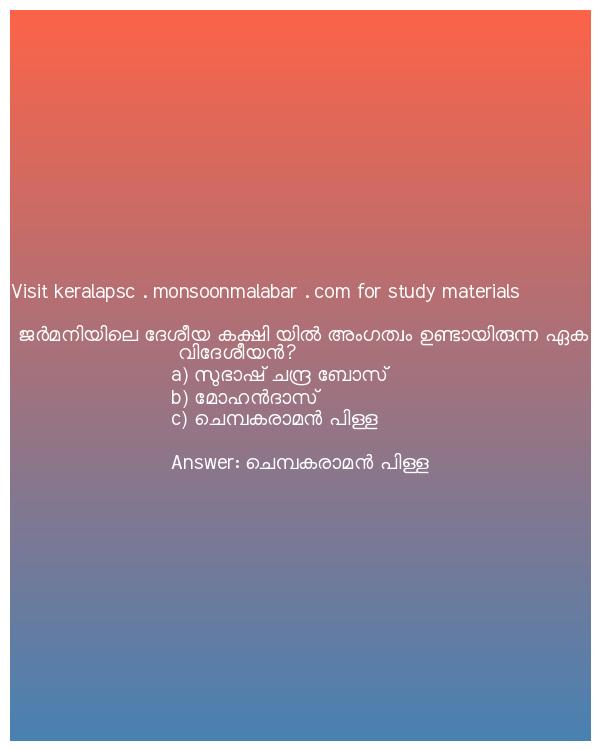 Visit keralapsc . monsoonmalabar . com for study materials
ജർമനിയിലെ ദേശീയ കക്ഷി യിൽ അംഗത്വം ഉണ്ടായിരുന്ന ഏക
വിദേശീയൻ?
a) സുഭാഷ് ചന്ദ്ര ബോസ്
b) മോഹൻദാസ്
c) ചെമ്പകരാമൻ പിള്ള
Answer: ചെമ്പകരാമൻ പിള്ള